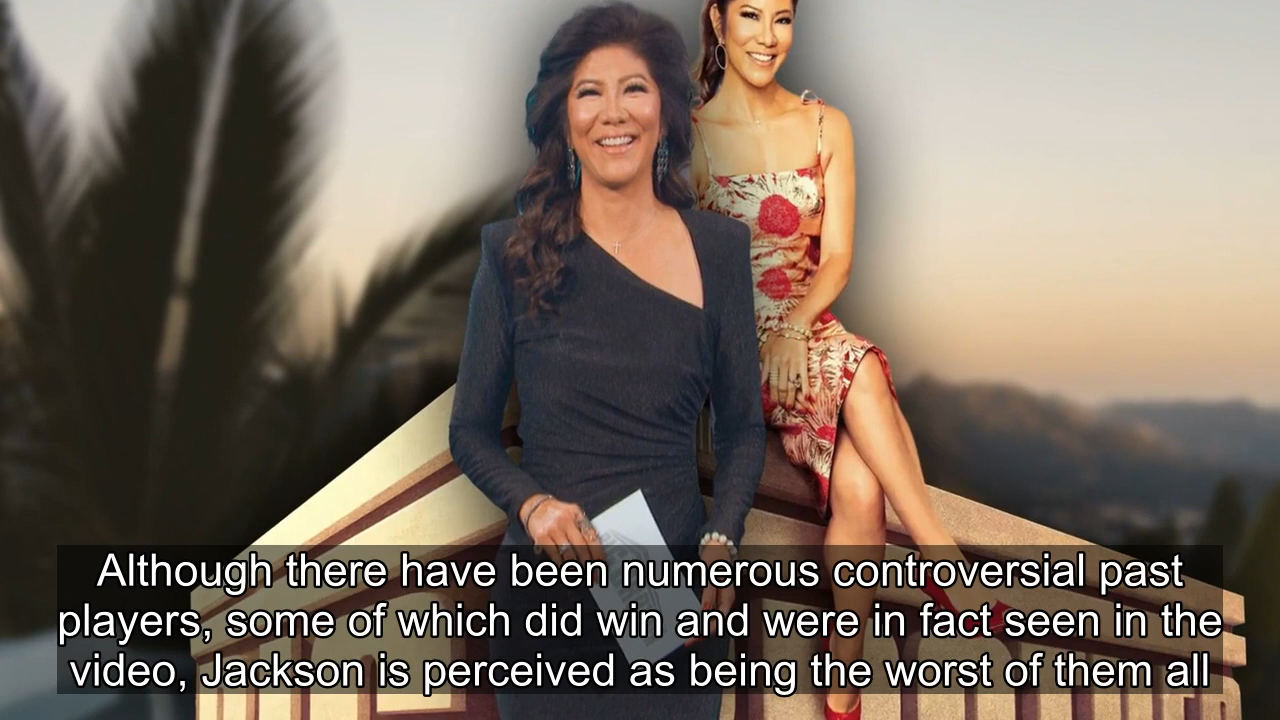 Although there have been numerous controversial past
players, some of which did win and were in fact seen in the
video, Jackson is perceived as being the worst of them all